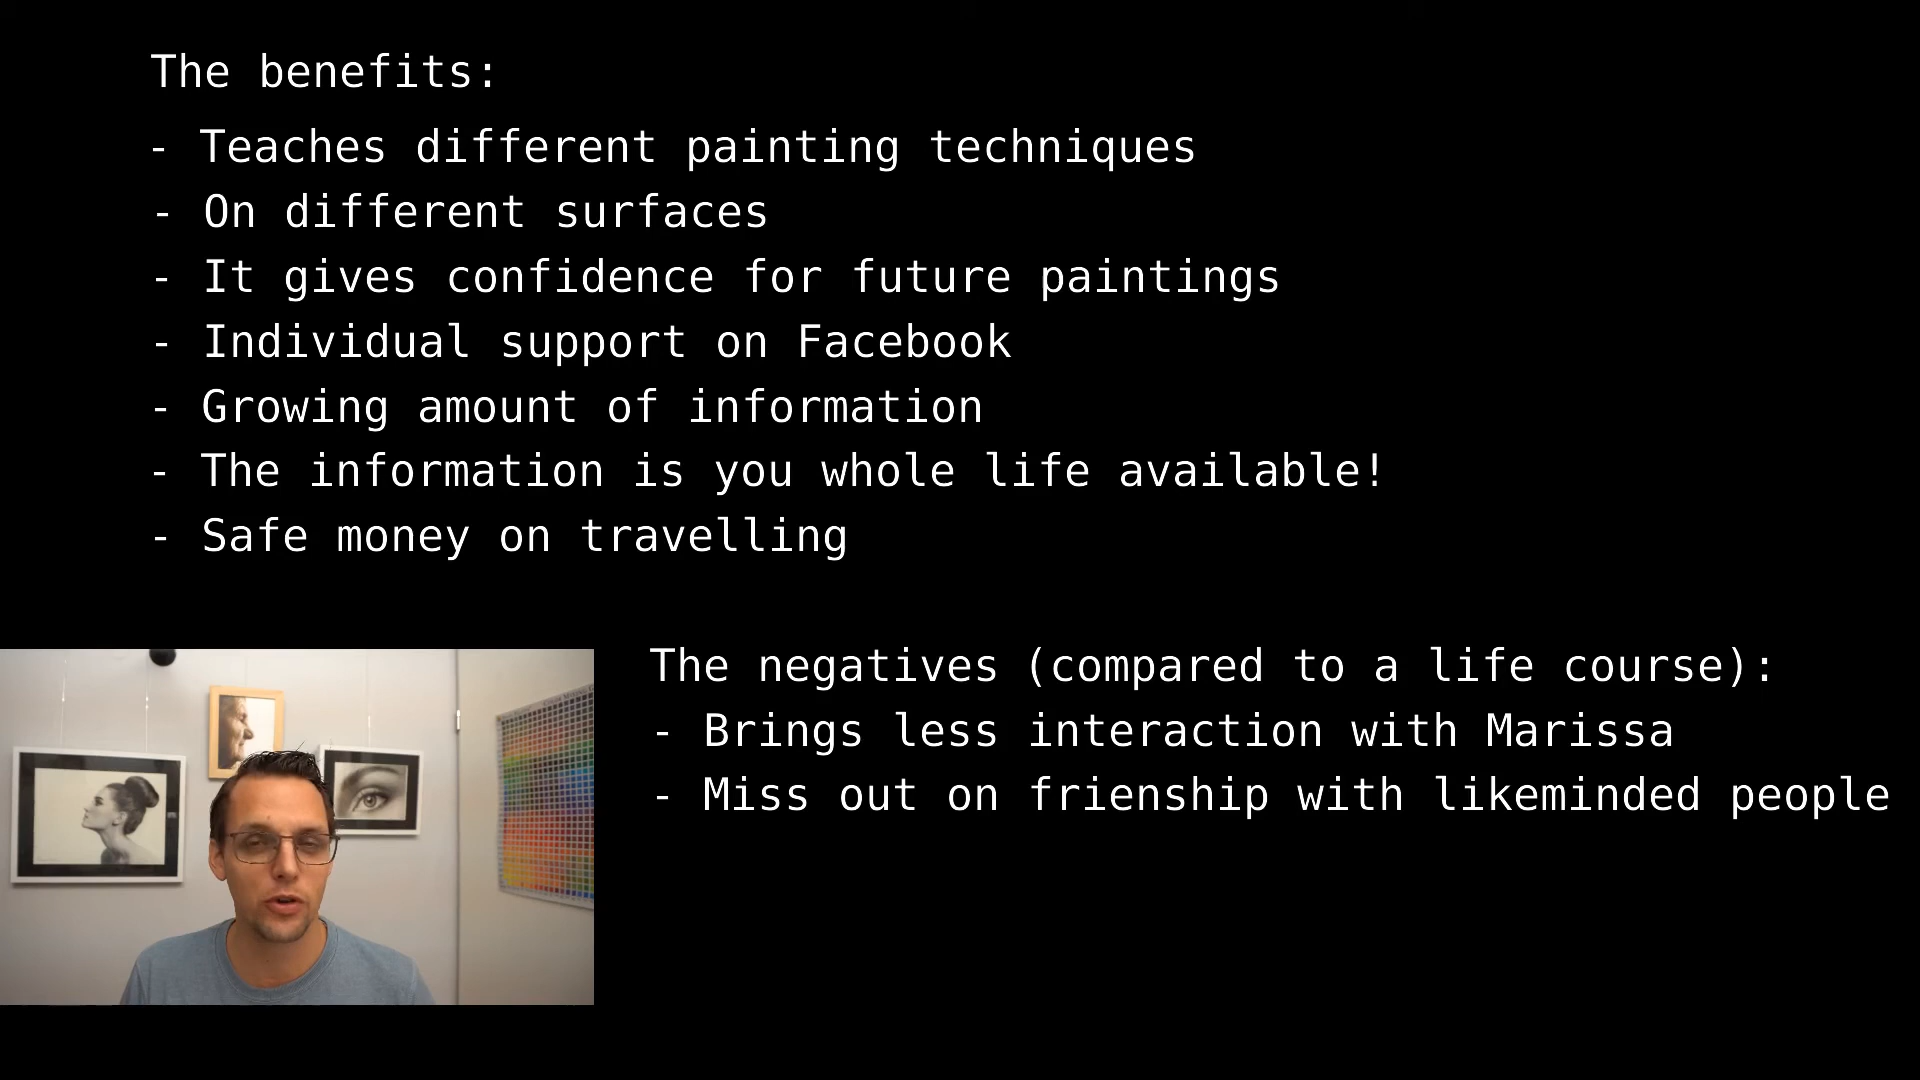 The benefits:
- Teaches different painting techniques
- On different surfaces
- It gives confidence for future paintings
- Individual support on Facebook
- Growing amount of information
- The information is you whole life available!
- Safe money on travelling
The negatives (compared to a life course):
- Brings less interaction with Marissa
- Miss out on frienship with likeminded people